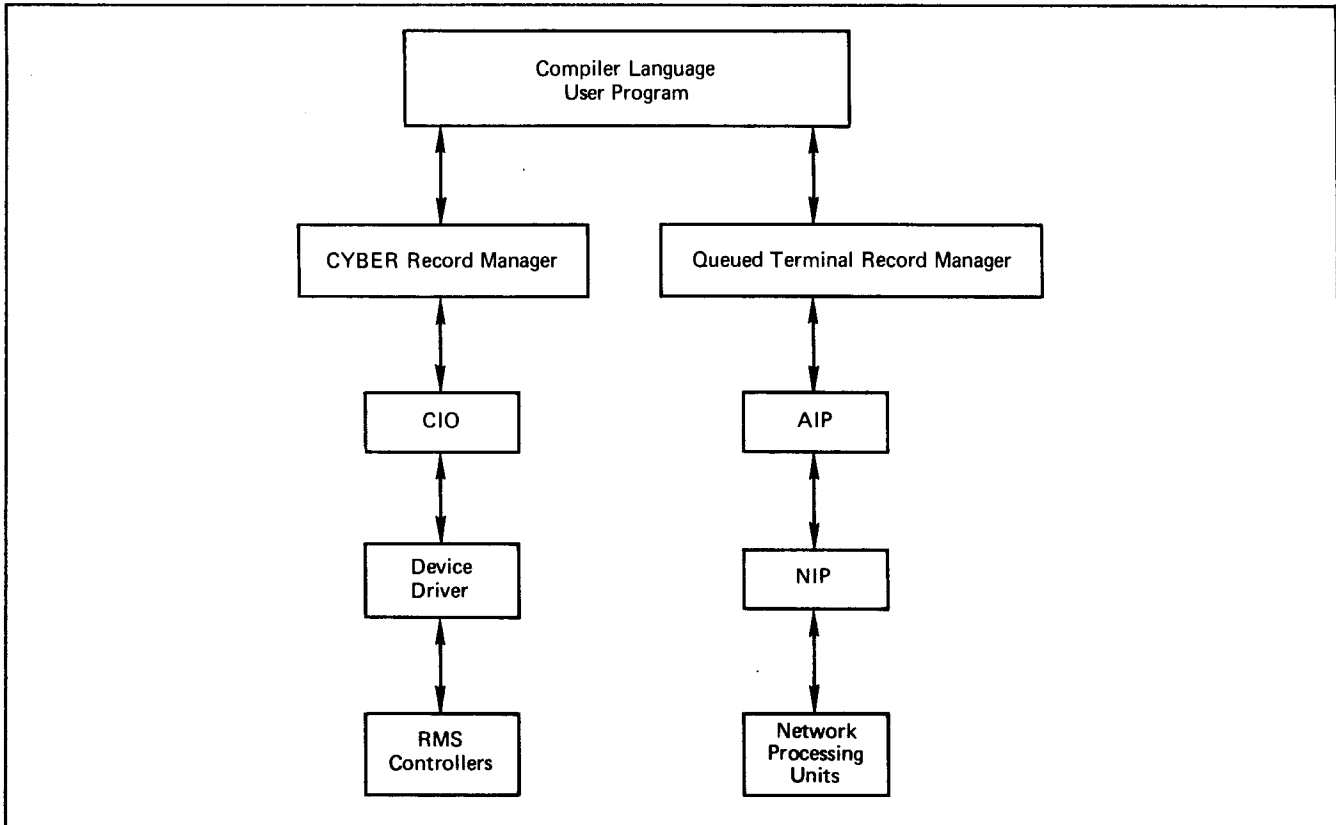 Compiler Language
User Program
CYBER Record Manager
Queued Terminal Record Manager
CIO
AIP
Device
Driver
NIP
RMS
Controllers
Network
Processing
Units